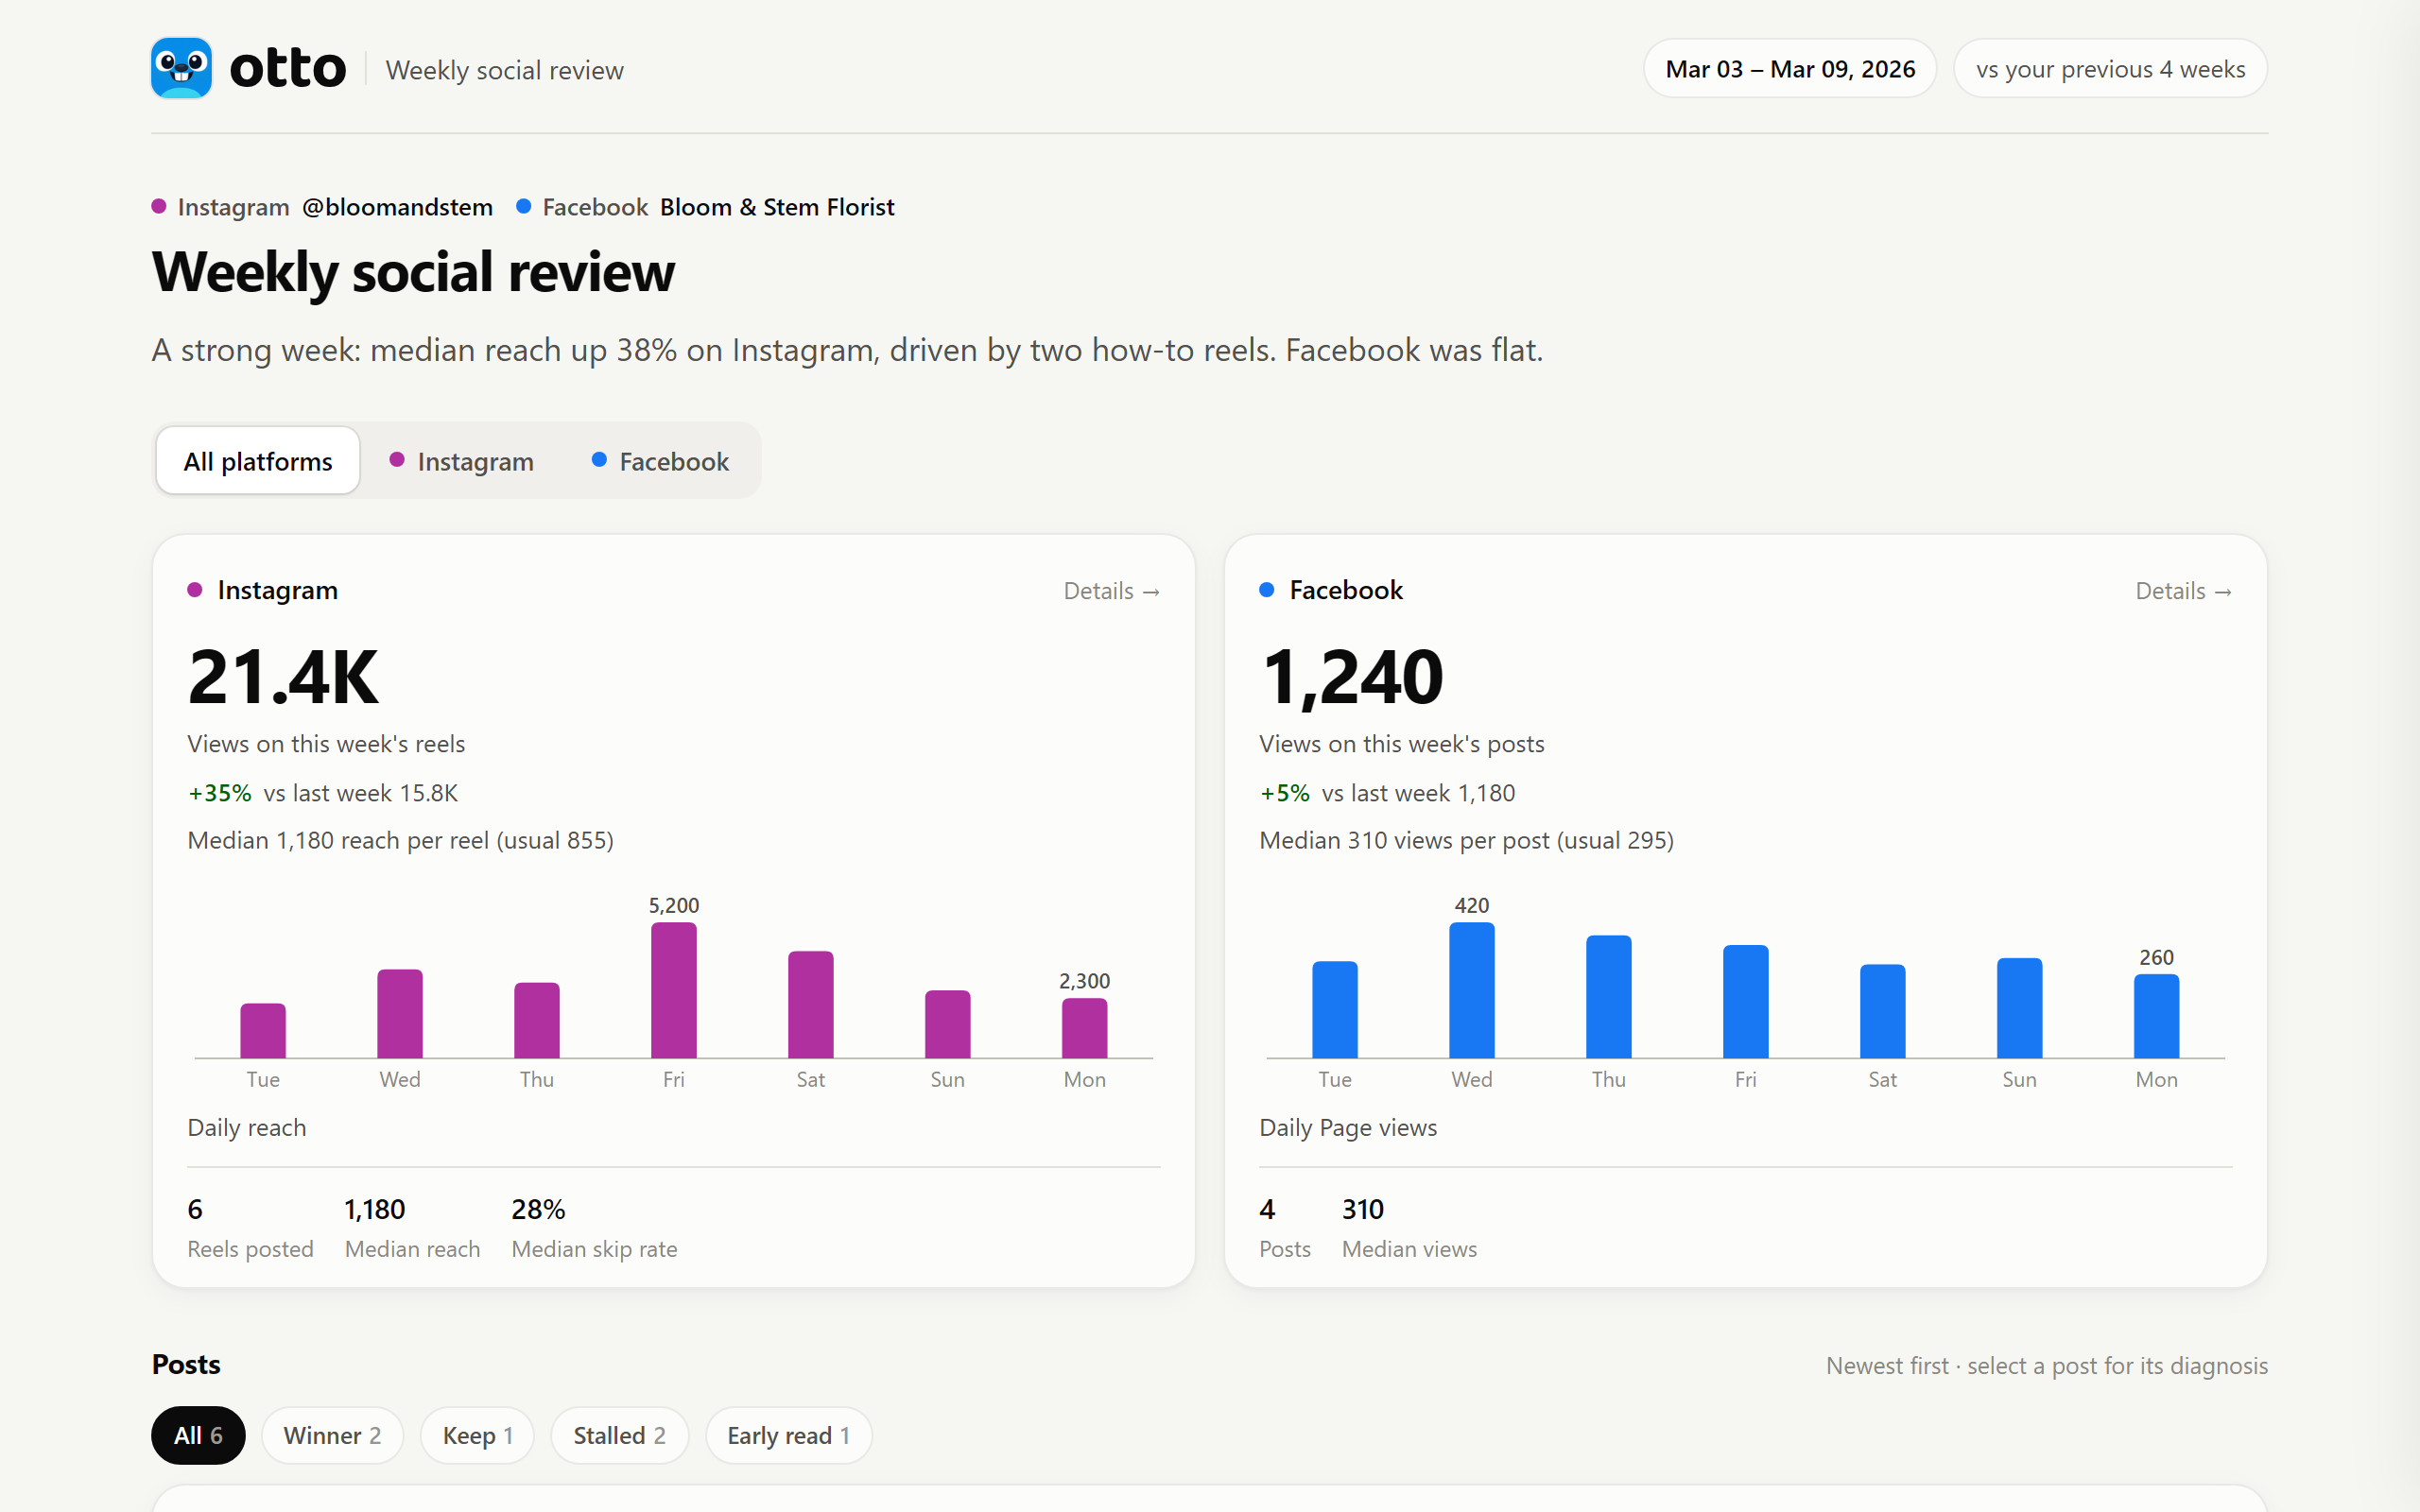 otto
Weekly social review
Mar 03 – Mar 09, 2026
vs your previous 4 weeks
Instagram @bloomandstem Facebook Bloom & Stem Florist
Weekly social review
A strong week: median reach up 38% on Instagram, driven by two how-to reels. Facebook was flat.
All platforms
Instagram
Facebook
Instagram
Details →
21.4K
Views on this week's reels
+35% vs last week 15.8K
Median 1,180 reach per reel (usual 855)
5,200
2,300
Tue Wed Thu Fri Sat Sun Mon
Daily reach
6 1,180 28%
Reels posted Median reach Median skip rate
Facebook
Details →
1,240
Views on this week's posts
+5% vs last week 1,180
Median 310 views per post (usual 295)
420
260
Tue Wed Thu Fri Sat Sun Mon
Daily Page views
4 310
Posts Median views
Posts
Newest first · select a post for its diagnosis
All 6
Winner 2
Keep 1
Stalled 2
Early read 1